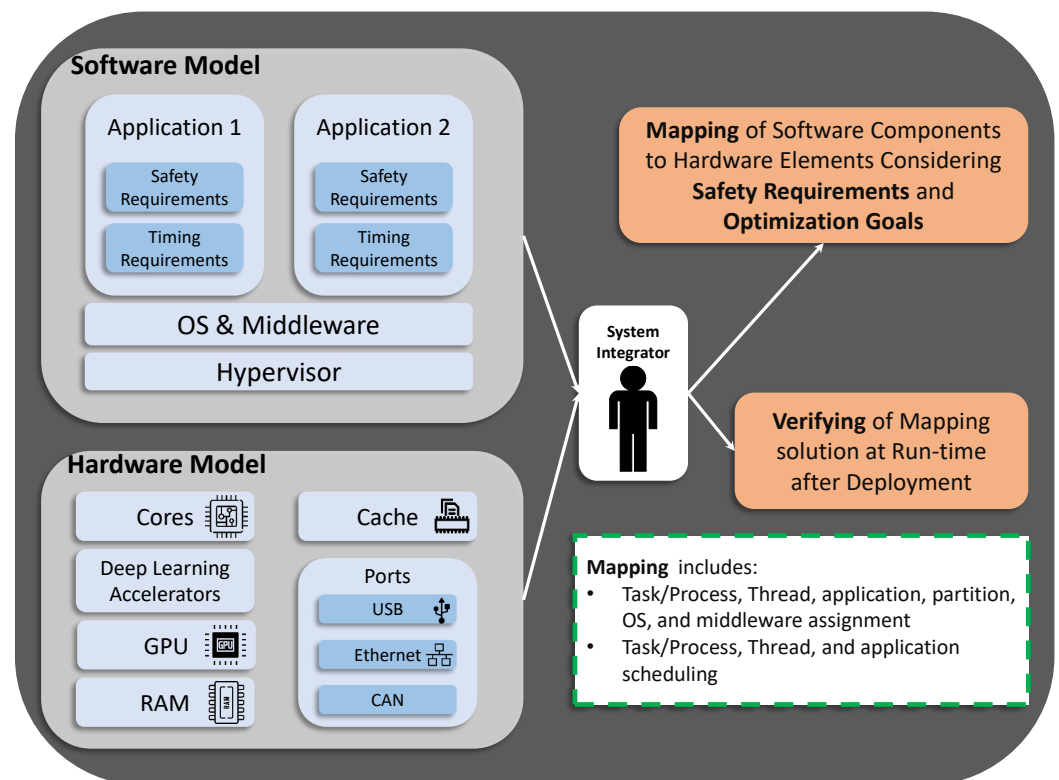 Software Model
Application 1
Safety
Requirements
Timing
Requirements
Application 2
Safety
Requirements
Timing
Requirements
OS & Middleware
Hypervisor
Hardware Model
Cores
Deep Learning
Accelerators
GPU
GPU
RAM
RAM
Cache
Ports
USB
Ethernet
CAN
System
Integrator
Mapping of Software Components
to Hardware Elements Considering
Safety Requirements and
Optimization Goals
Verifying of Mapping
solution at Run-time
after Deployment
Mapping includes:
• Task/Process, Thread, application, partition,
OS, and middleware assignment
• Task/Process, Thread, and application
scheduling